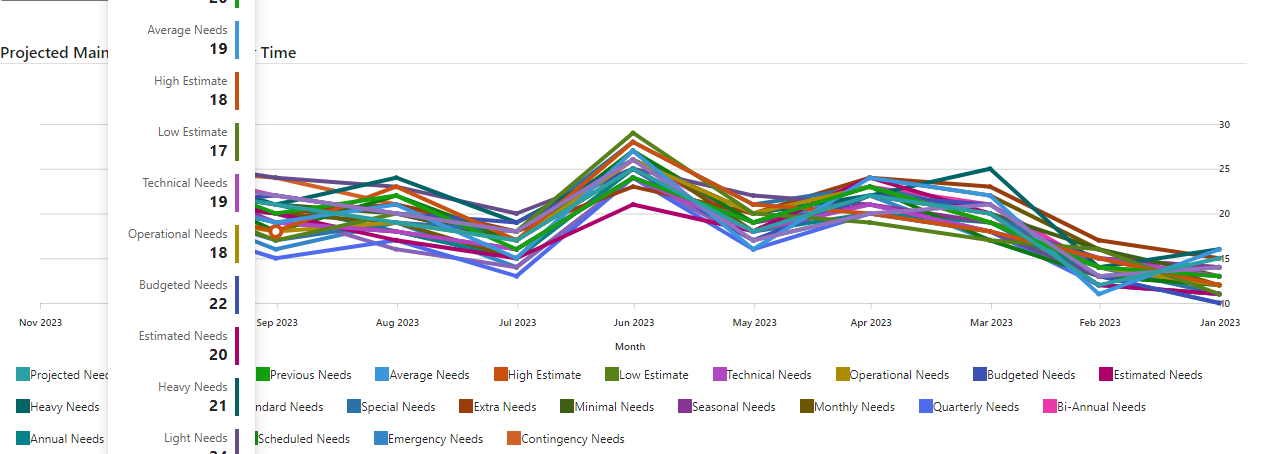 20
Average Needs
19
Projected Main
Time
High Estimate
18
Low Estimate
17
Technical Needs
19
Operational Needs
18
Budgeted Needs
22
Estimated Needs
20
Heavy Needs
21
Light Needs
30
25
20
15
10
Nov 2023 Sep 2023 Aug 2023 Jul 2023 Jun 2023 May 2023 Apr 2023 Mar 2023 Feb 2023 Jan 2023
Month
Projected Need Previous Needs Average Needs High Estimate Low Estimate Technical Needs Operational Needs Budgeted Needs Estimated Needs
Heavy Needs ndard Needs Special Needs Extra Needs Minimal Needs Seasonal Needs Monthly Needs Quarterly Needs Bi-Annual Needs
Annual Needs Scheduled Needs Emergency Needs Contingency Needs